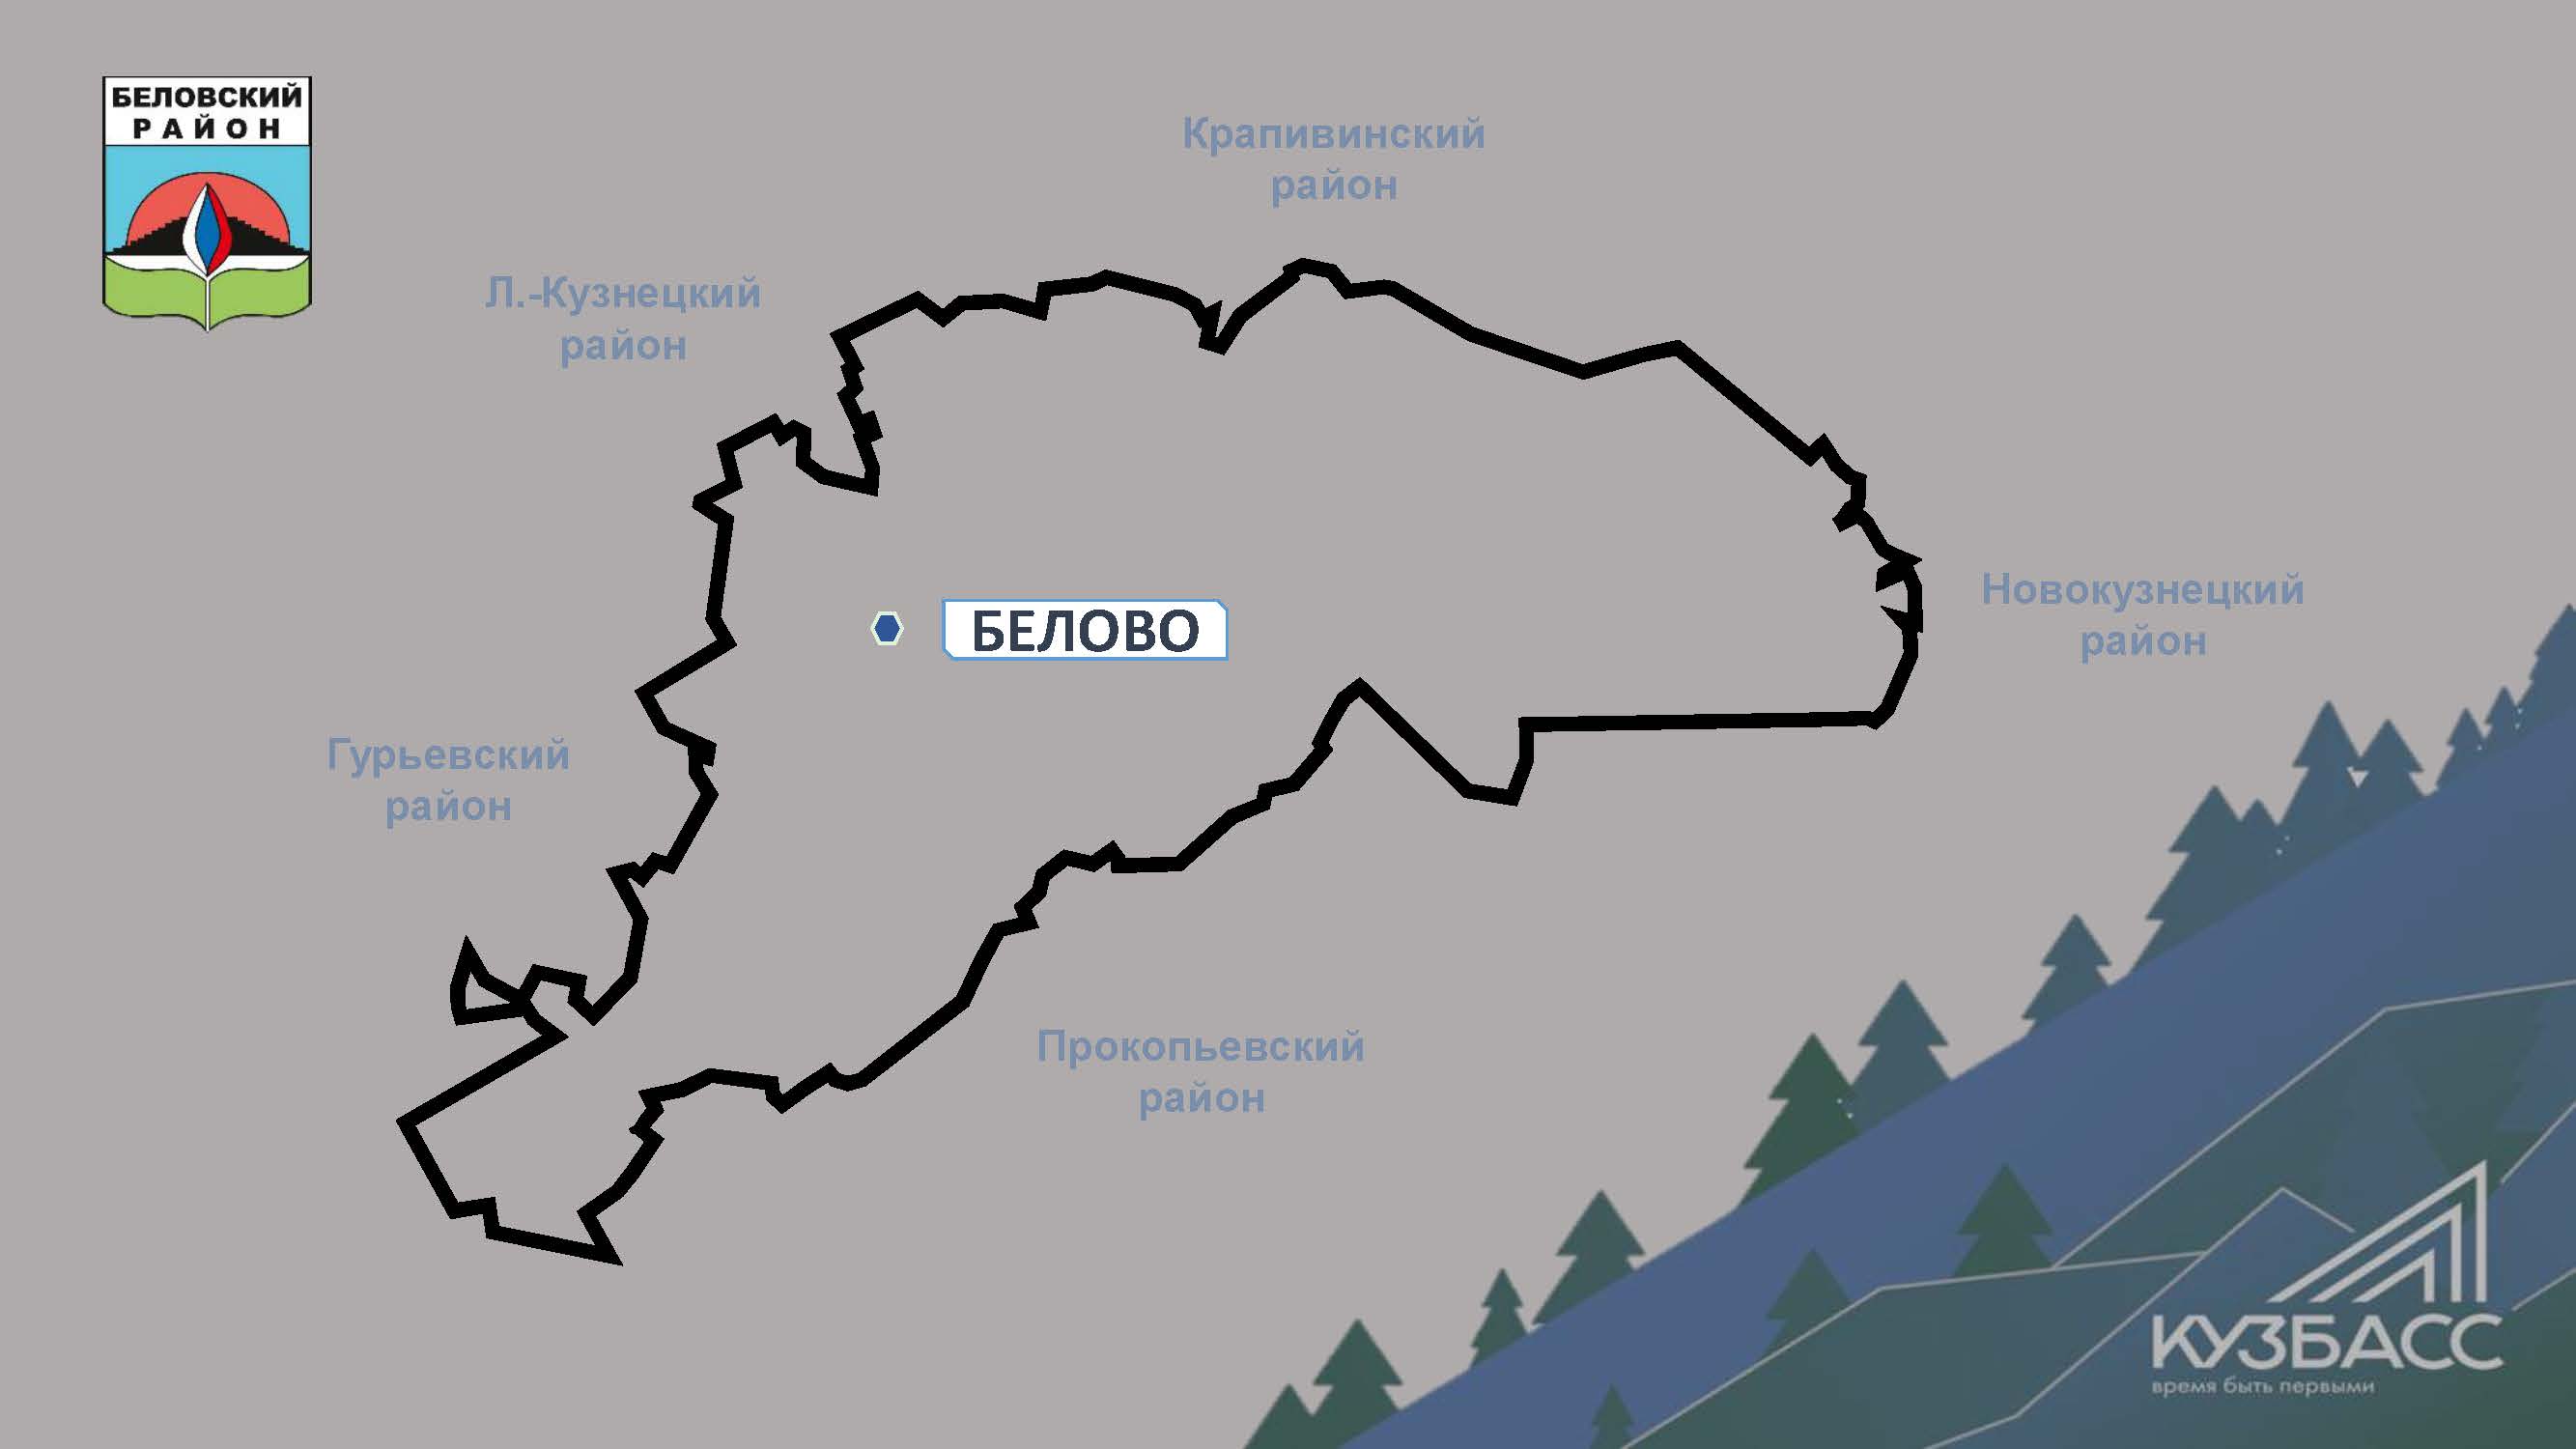 БЕЛОВСКИЙ
РАЙОН
Крапивинский
район
Л.-Кузнецкий
район
Новокузнецкий
район
БЕЛОВО
Гурьевский
район
Прокопьевский
район
КУЗБАСС
время быть первыми